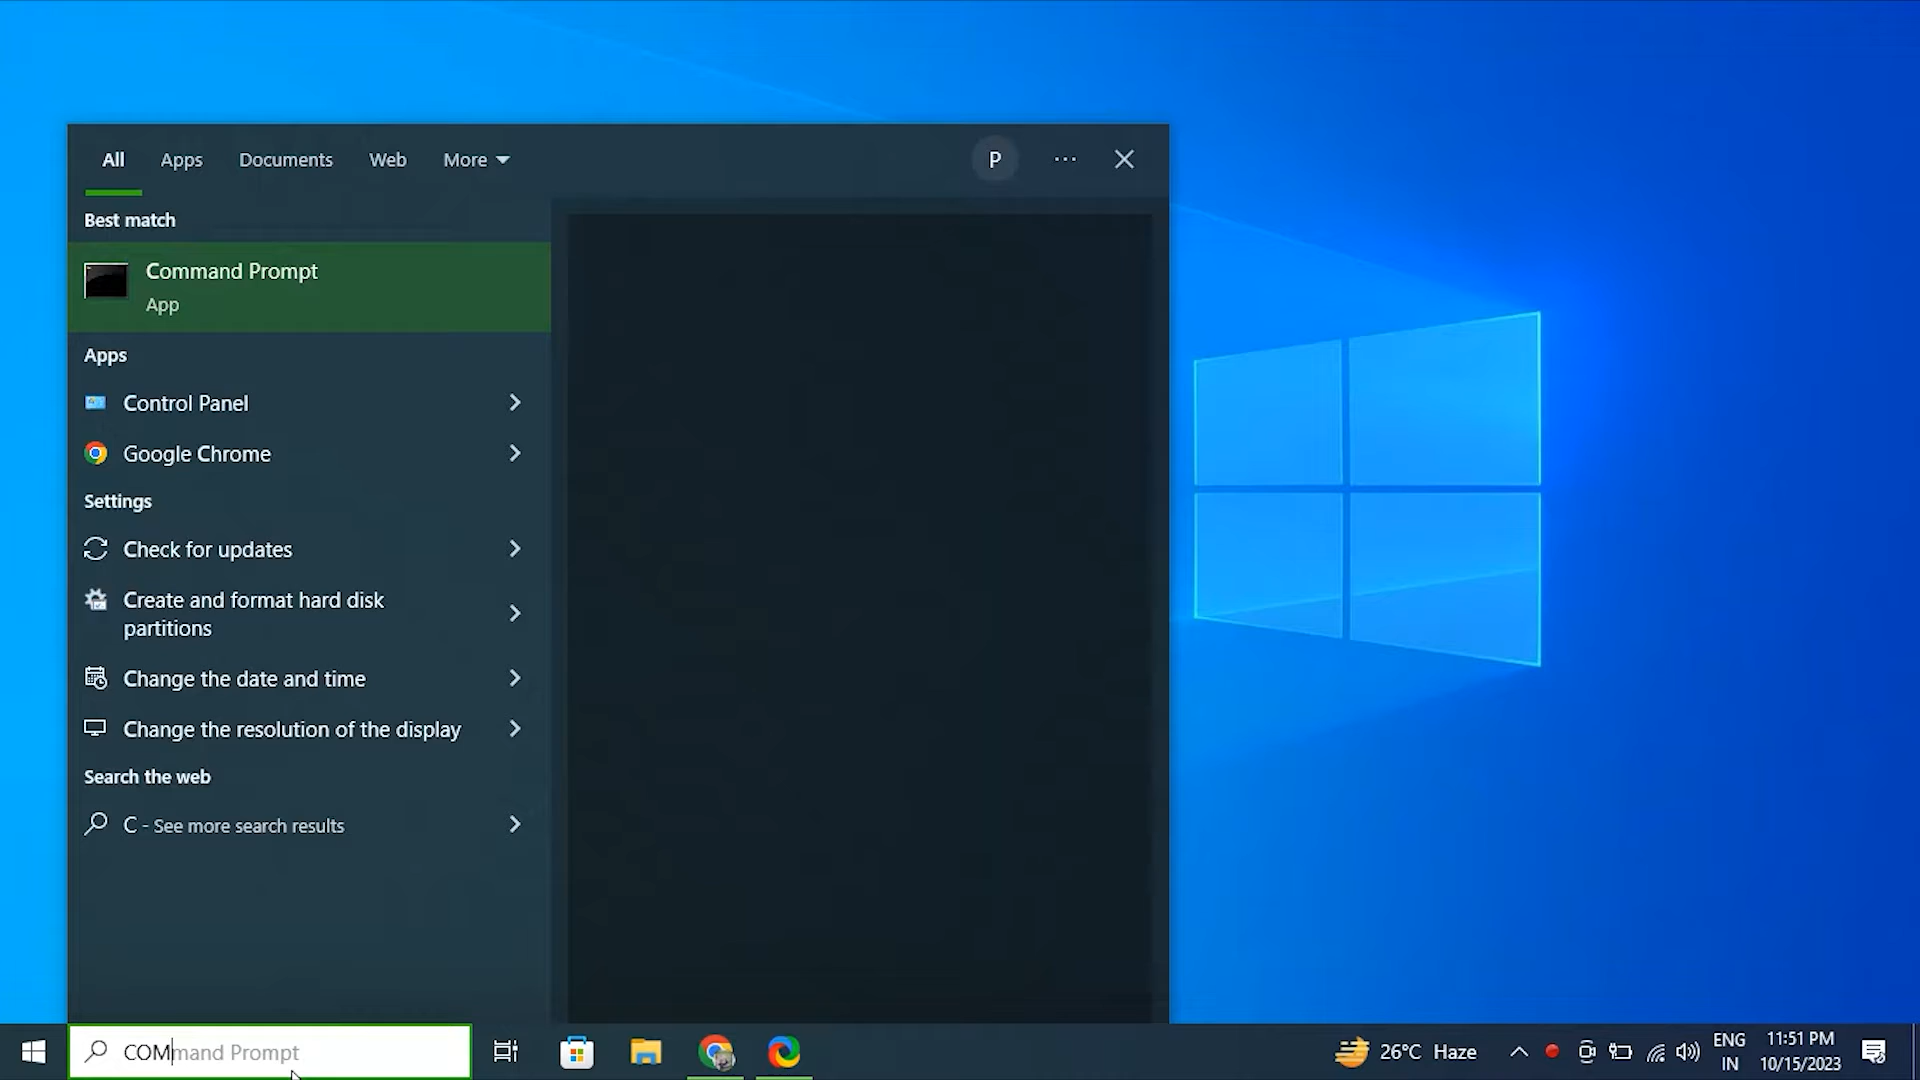 All Apps Documents Web More P
Best match
Command Prompt
App
Apps
Control Panel
Google Chrome
Settings
Check for updates
Create and format hard disk
partitions
Change the date and time
Change the resolution of the display
Search the web
C - See more search results
COMmand Prompt
26°C Haze
ENG
IN
11:51 PM
10/15/2023